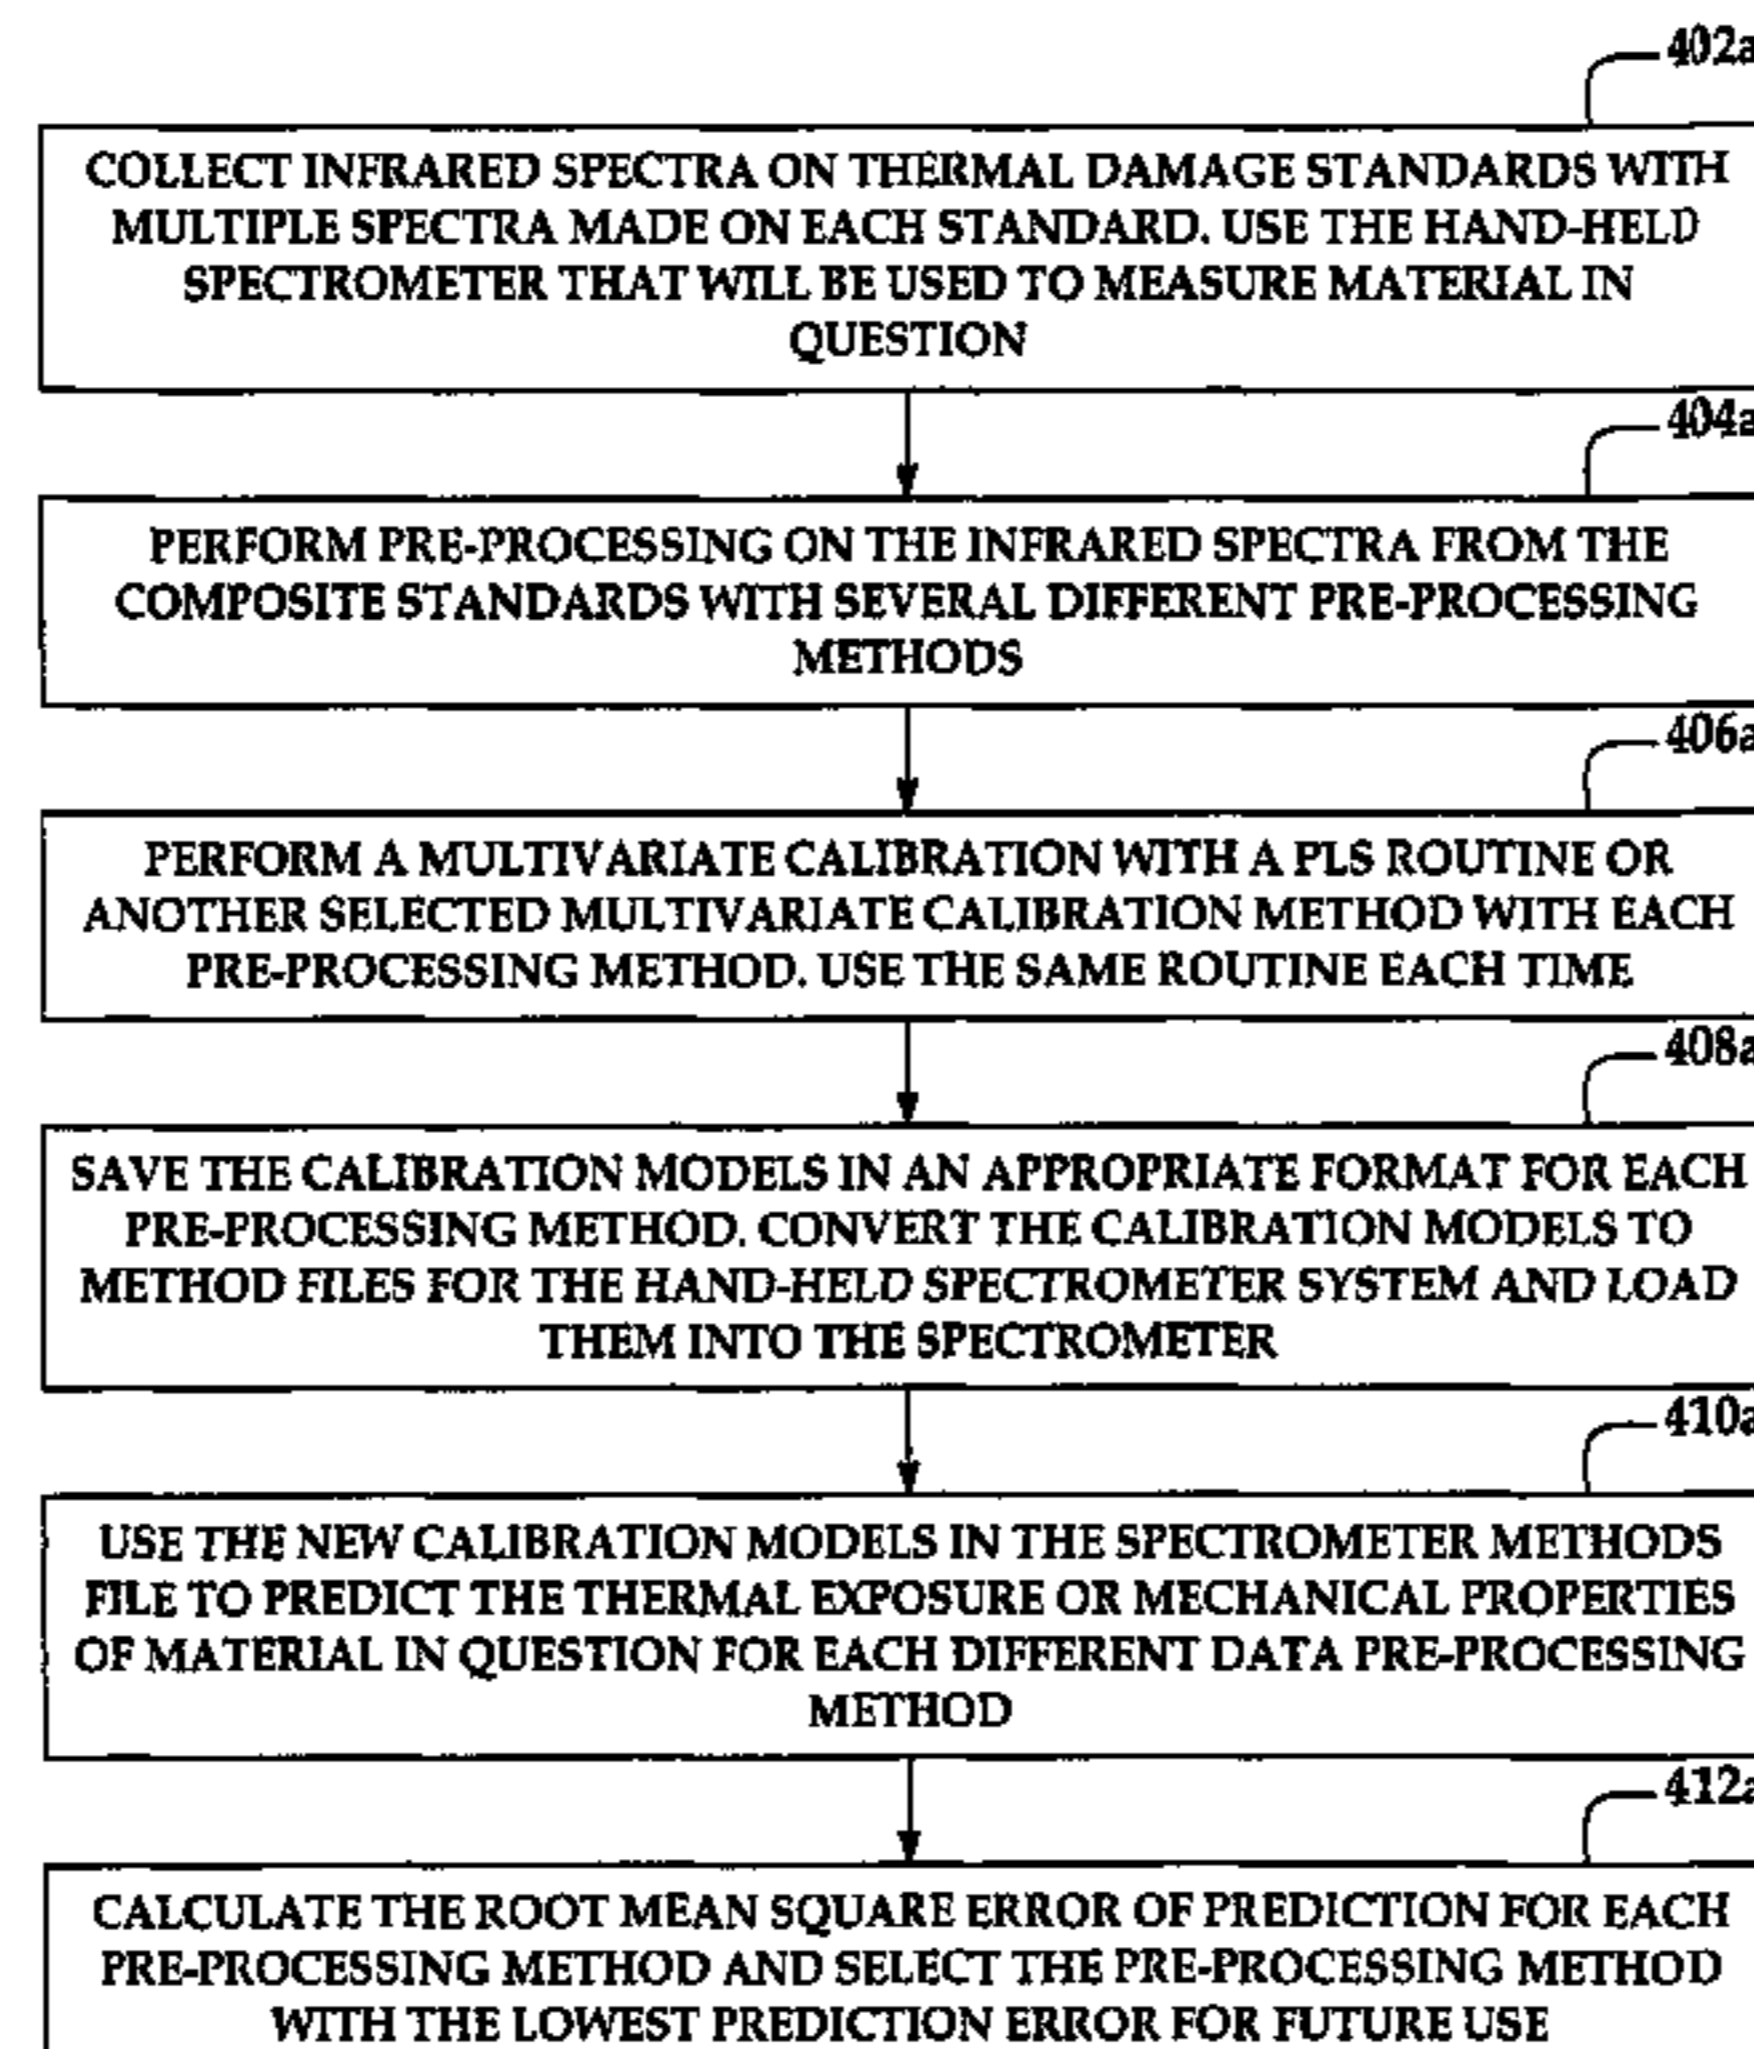 402a
COLLECT INFRARED SPECTRA ON THERMAL DAMAGE STANDARDS WITH
MULTIPLE SPECTRA MADE ON EACH STANDARD. USE THE HAND-HELD
SPECTROMETER THAT WILL BE USED TO MEASURE MATERIAL IN
QUESTION
404a
PERFORM PRE-PROCESSING ON THE INFRARED SPECTRA FROM THE
COMPOSITE STANDARDS WITH SEVERAL DIFFERENT PRE-PROCESSING
METHODS
406a
PERFORM A MULTIVARIATE CALIBRATION WITH A PLS ROUTINE OR
ANOTHER SELECTED MULTIVARIATE CALIBRATION METHOD WITH EACH
PRE-PROCESSING METHOD. USE THE SAME ROUTINE EACH TIME
408a
SAVE THE CALIBRATION MODELS IN AN APPROPRIATE FORMAT FOR EACH
PRE-PROCESSING METHOD. CONVERT THE CALIBRATION MODELS TO
METHOD FILES FOR THE HAND-HELD SPECTROMETER SYSTEM AND LOAD
THEM INTO THE SPECTROMETER
410a
USE THE NEW CALIBRATION MODELS IN THE SPECTROMETER METHODS
FILE TO PREDICT THE THERMAL EXPOSURE OR MECHANICAL PROPERTIES
OF MATERIAL IN QUESTION FOR EACH DIFFERENT DATA PRE-PROCESSING
METHOD
412a
CALCULATE THE ROOT MEAN SQUARE ERROR OF PREDICTION FOR EACH
PRE-PROCESSING METHOD AND SELECT THE PRE-PROCESSING METHOD
WITH THE LOWEST PREDICTION ERROR FOR FUTURE USE